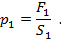 p₁ = F₁/S₁ .